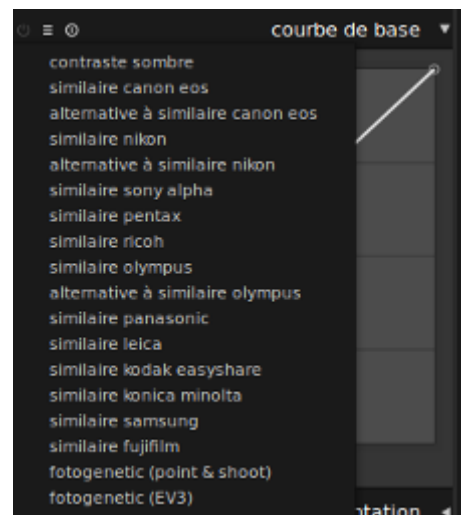 courbe de base
contraste sombre
similaire canon eos
alternative à similaire canon eos
similaire nikon
alternative à similaire nikon
similaire sony alpha
similaire pentax
similaire ricoh
similaire olympus
alternative à similaire olympus
similaire panasonic
similaire leica
similaire kodak easyshare
similaire konica minolta
similaire samsung
similaire fujifilm
fotogenetic (point & shoot)
fotogenetic (EV3)